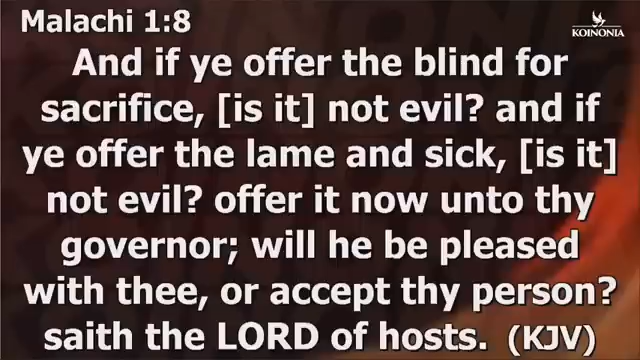 Malachi 1:8
KOINONIA
And if ye offer the blind for
sacrifice, [is it] not evil? and if
ye offer the lame and sick, [is it]
not evil? offer it now unto thy
governor; will he be pleased
with thee, or accept thy person?
saith the LORD of hosts. (KJV)